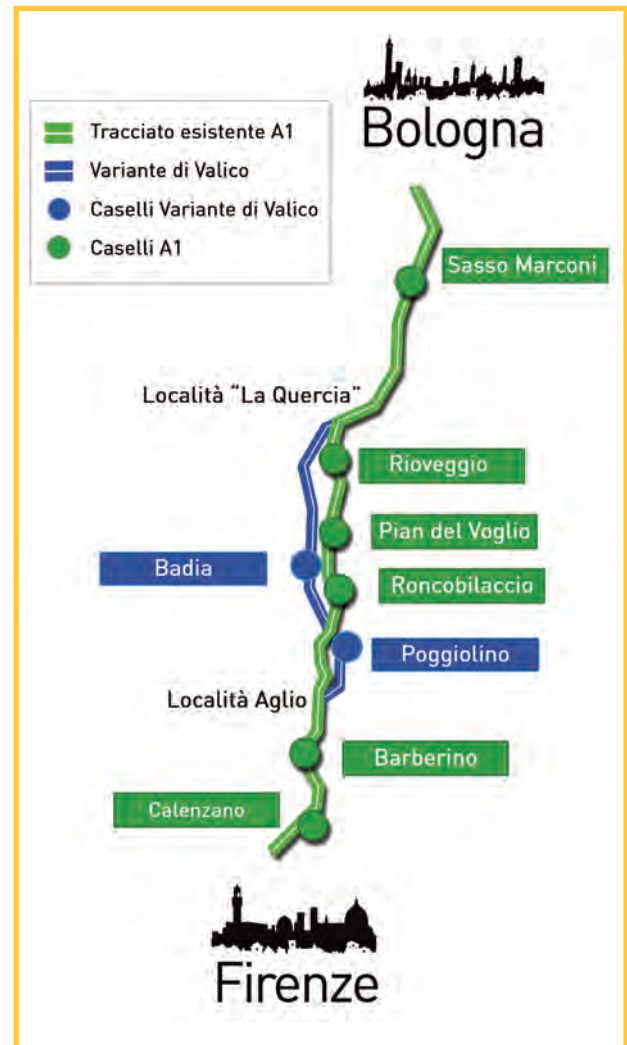 Bologna
Tracciato esistente A1
Variante di Valico
Caselli Variante di Valico
Caselli A1
Sasso Marconi
Località "La Quercia"
Rioveggio
Pian del Voglio
Badia
Roncobilaccio
Poggiolino
Località Aglio
Barberino
Calenzano
Firenze